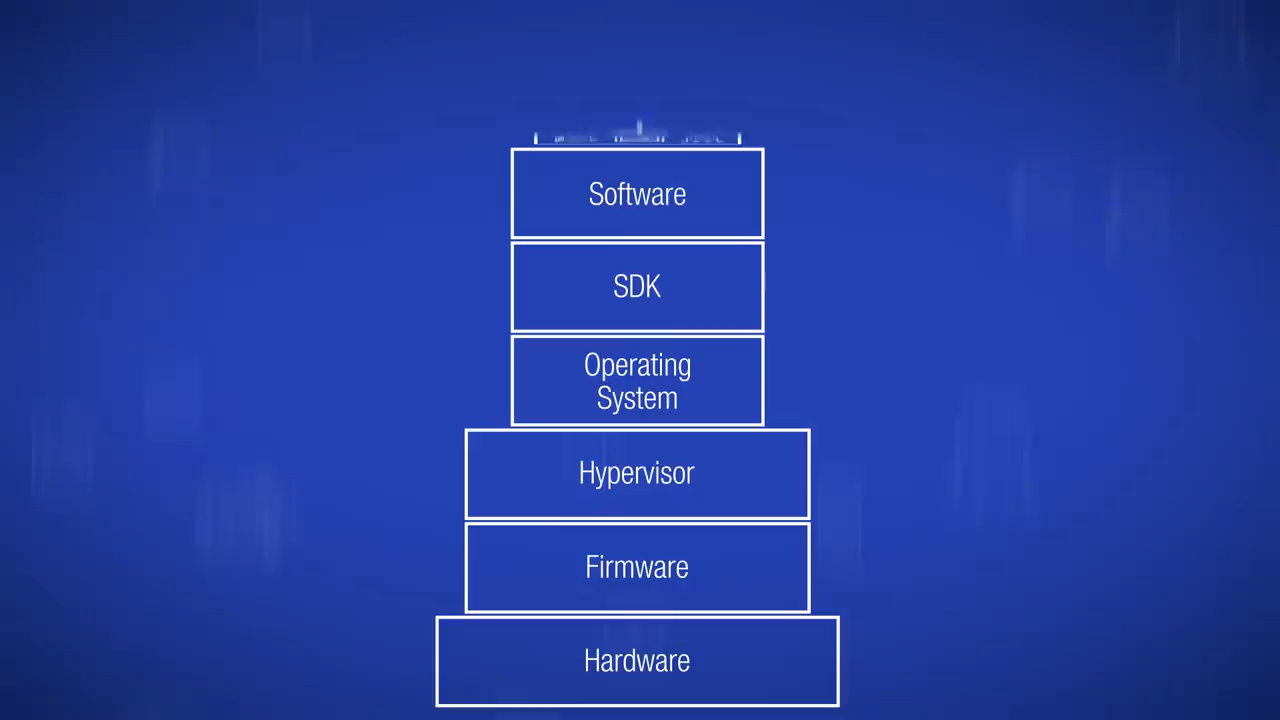 Software
SDK
Operating
System
Hypervisor
Firmware
Hardware